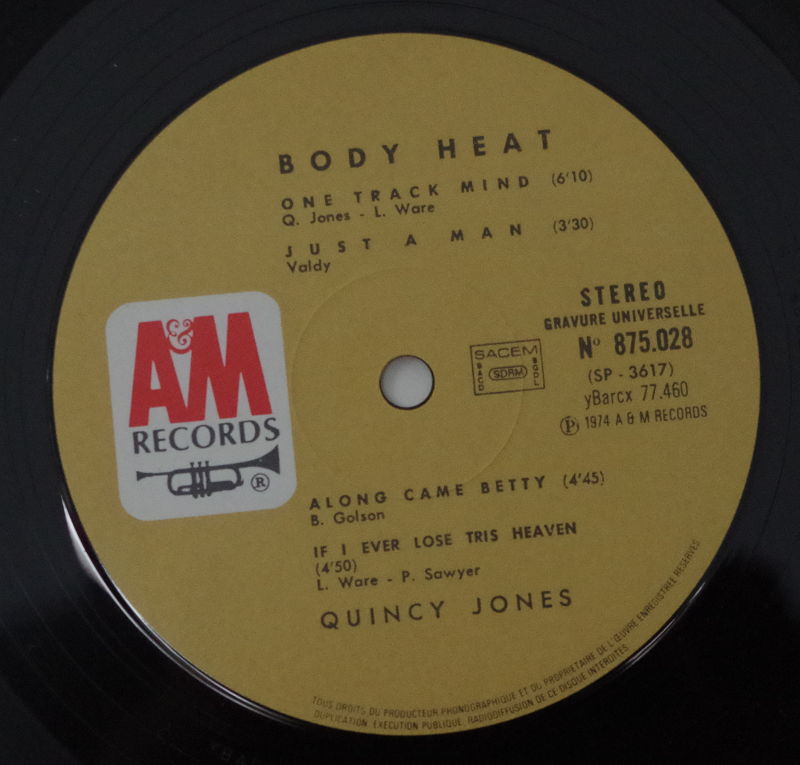 BODY HEAT
ONE TRACK MIND (6'10)
Q. Jones - L. Ware
JUST A MAN (3'30)
Valdy
A&M
RECORDS
®
SACEM
SACD
SDRM
SGDL
STEREO
GRAVURE UNIVERSELLE
N° 875.028
(SP - 3617)
yBarcx 77.460
Ⓟ 1974 A & M RECORDS
ALONG CAME BETTY (4'45)
B. Golson
IF I EVER LOSE TRIS HEAVEN
(4'50)
L. Ware - P. Sawyer
QUINCY JONES
TOUS DROITS DU PRODUCTEUR PHONOGRAPHIQUE ET DU PROPRIETAIRE DE L'ŒUVRE ENREGISTREE RESERVES
DUPLICATION, EXECUTION PUBLIQUE, RADIODIFFUSION DE CE DISQUE INTERDITES